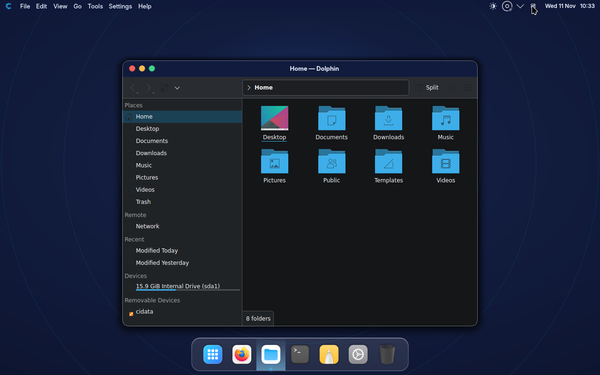 File Edit View Go Tools Settings Help
Wed 11 Nov 10:33
Home — Dolphin
Home
Split
Places
Home
Desktop
Documents
Downloads
Music
Pictures
Videos
Trash
Remote
Network
Recent
Modified Today
Modified Yesterday
Devices
15.9 GiB Internal Drive (sda1)
Removable Devices
cidata
Desktop Documents Downloads Music
Pictures Public Templates Videos
8 folders